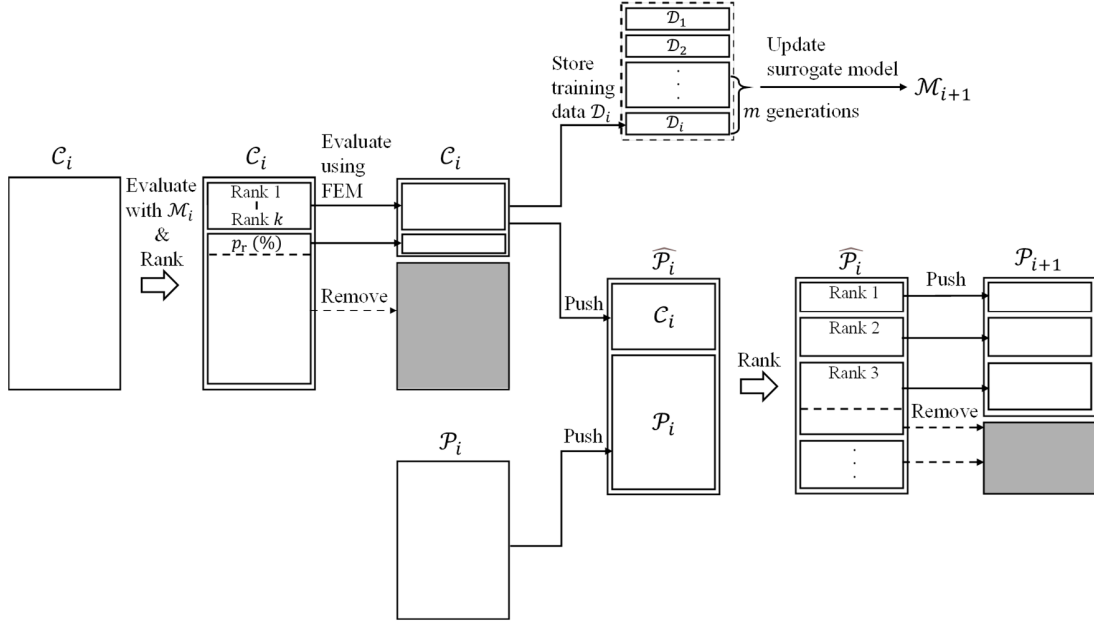 𝒟₁
𝒟₂
⋮
𝒟ᵢ
Store
training
data 𝒟ᵢ
Update
surrogate model
m generations
ℳᵢ₊₁
𝒞ᵢ
Evaluate
with ℳᵢ
&
Rank
𝒞ᵢ
Rank 1
Rank k
pᵣ (%)
Evaluate
using
FEM
Remove
𝒞ᵢ
Push
𝒫ᵢ
Push
𝒫̂ᵢ
𝒞ᵢ
𝒫ᵢ
Rank
𝒫̂ᵢ
Rank 1
Rank 2
Rank 3
⋮
Push
Remove
𝒫ᵢ₊₁